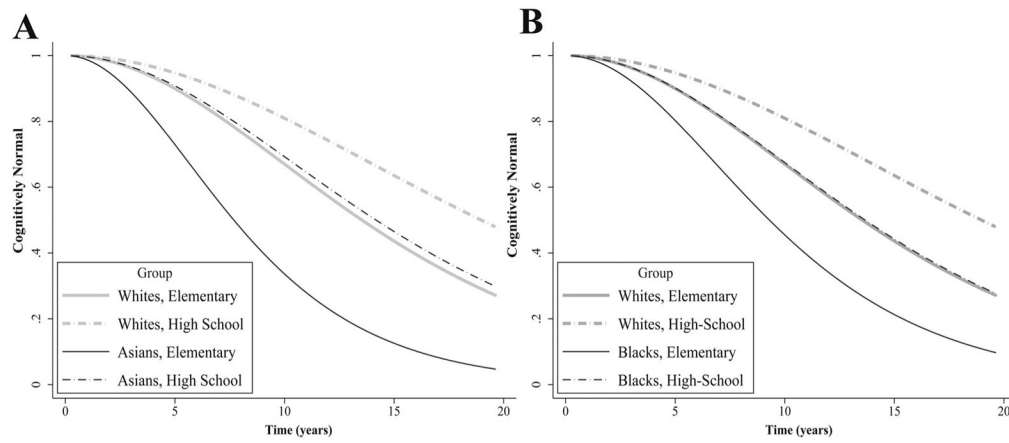 A
Cognitively Normal
1
.8
.6
.4
.2
0
Group
Whites, Elementary
Whites, High School
Asians, Elementary
Asians, High School
0 5 10 15 20
Time (years)
B
Cognitively Normal
1
.8
.6
.4
.2
0
Group
Whites, Elementary
Whites, High-School
Blacks, Elementary
Blacks, High-School
0 5 10 15 20
Time (years)